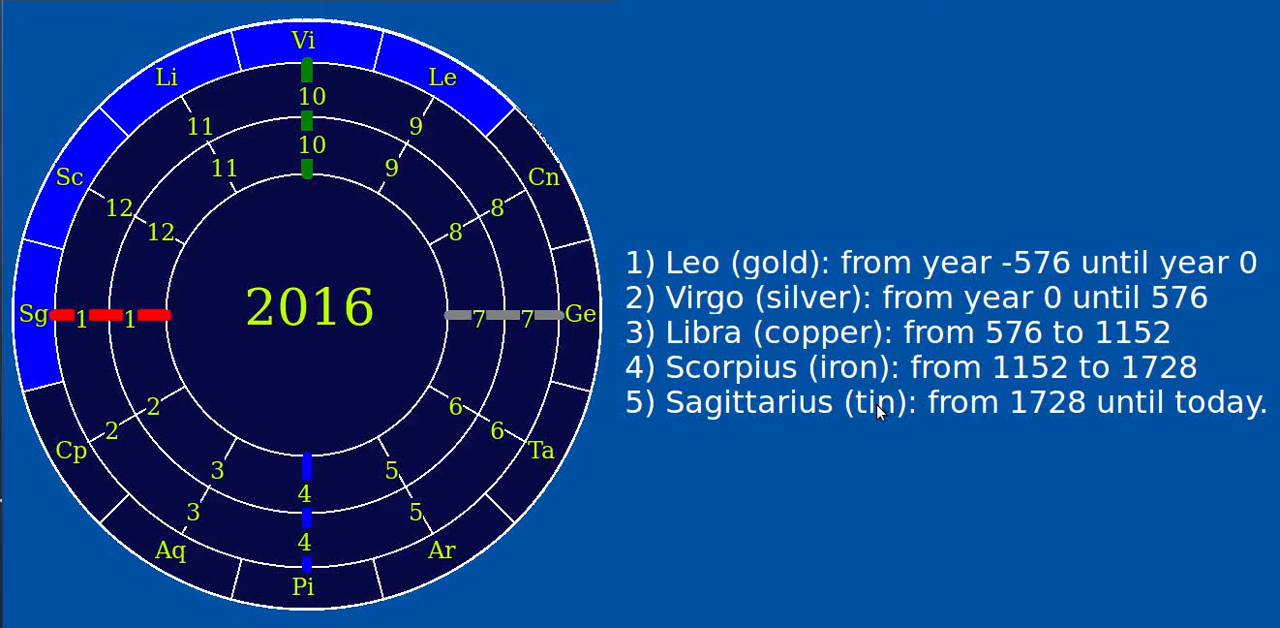 Vi
Li
Le
10
11
9
10
11
9
Sc
Cn
12
8
12
8
2016
Sg
1
1
7
7
Ge
1) Leo (gold): from year -576 until year 0
2) Virgo (silver): from year 0 until 576
3) Libra (copper): from 576 to 1152
4) Scorpius (iron): from 1152 to 1728
5) Sagittarius (tin): from 1728 until today.
2
6
2
6
Cp
Ta
3
5
4
3
5
4
Aq
Ar
Pi